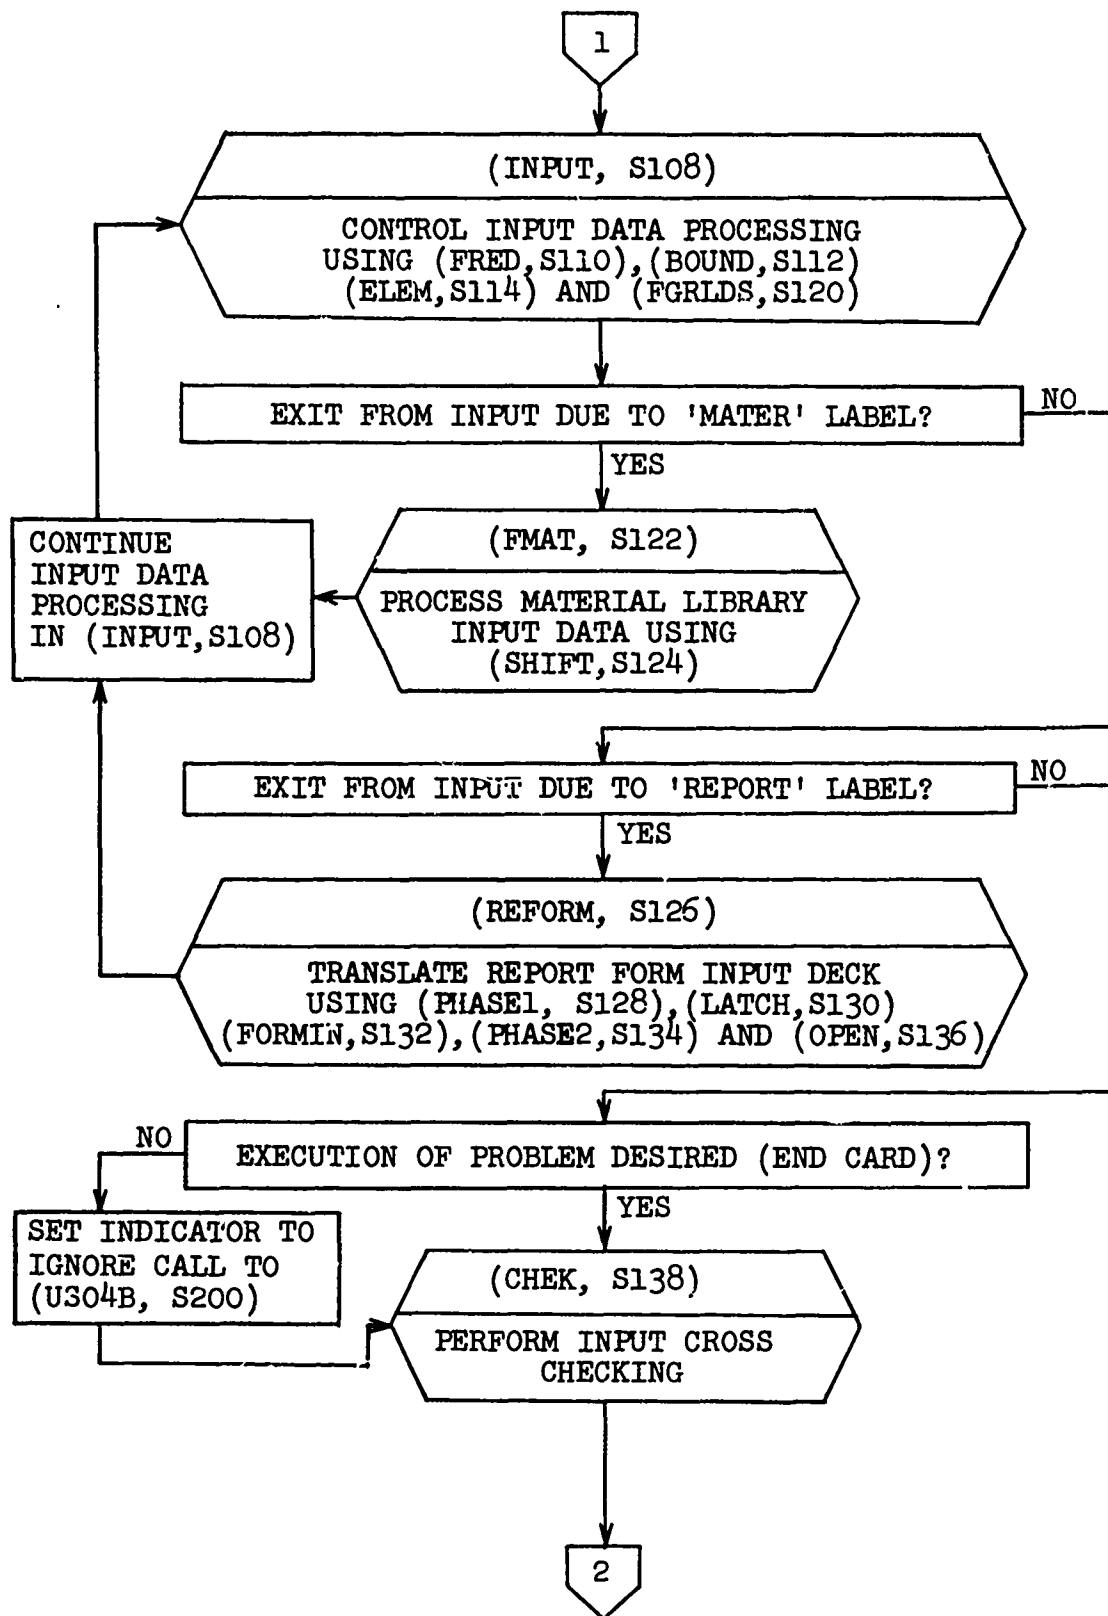 1
(INPUT, S108)
CONTROL INPUT DATA PROCESSING
USING (FRED,S110),(BOUND,S112)
(ELEM,S114) AND (FGRLDS,S120)
EXIT FROM INPUT DUE TO 'MATER' LABEL?
NO
YES
(FMAT, S122)
PROCESS MATERIAL LIBRARY
INPUT DATA USING
(SHIFT,S124)
CONTINUE
INPUT DATA
PROCESSING
IN (INPUT,S108)
EXIT FROM INPUT DUE TO 'REPORT' LABEL?
NO
YES
(REFORM, S126)
TRANSLATE REPORT FORM INPUT DECK
USING (PHASE1, S128),(LATCH,S130)
(FORMIN,S132),(PHASE2,S134) AND (OPEN,S136)
NO
EXECUTION OF PROBLEM DESIRED (END CARD)?
YES
SET INDICATOR TO
IGNORE CALL TO
(US04B, S200)
(CHEK, S138)
PERFORM INPUT CROSS
CHECKING
2